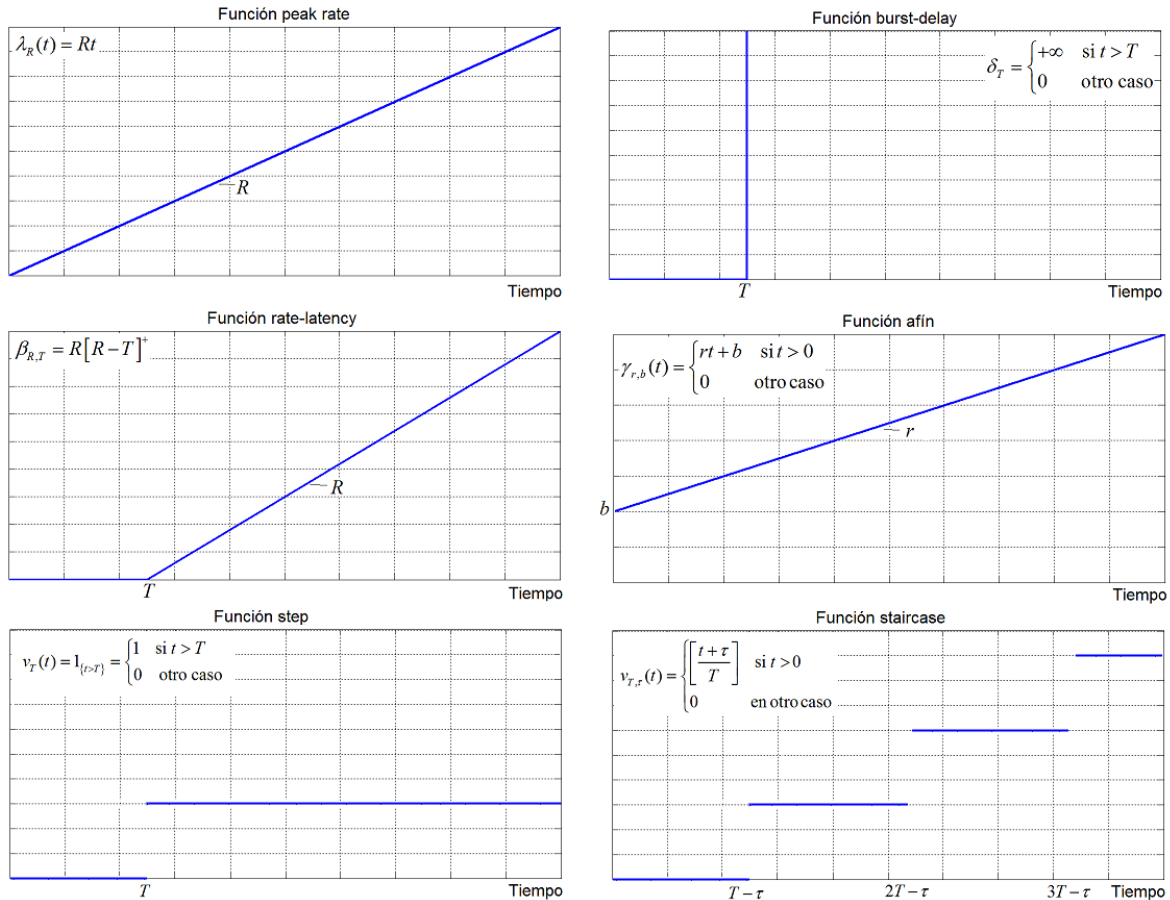 Función peak rate
λ_R(t) = Rt
R
Tiempo
Función burst-delay
δ_T = { +∞ si t > T
0 otro caso
T
Tiempo
Función rate-latency
β_{R,T} = R[R − T]^+
R
T
Tiempo
Función afín
γ_{r,b}(t) = { rt + b si t > 0
0 otro caso
r
b
Tiempo
Función step
v_T(t) = 1_{{t>T}} = { 1 si t > T
0 otro caso
T
Tiempo
Función staircase
v_{T,τ}(t) = { [(t + τ)/T] si t > 0
0 en otro caso
T − τ
2T − τ
3T − τ
Tiempo